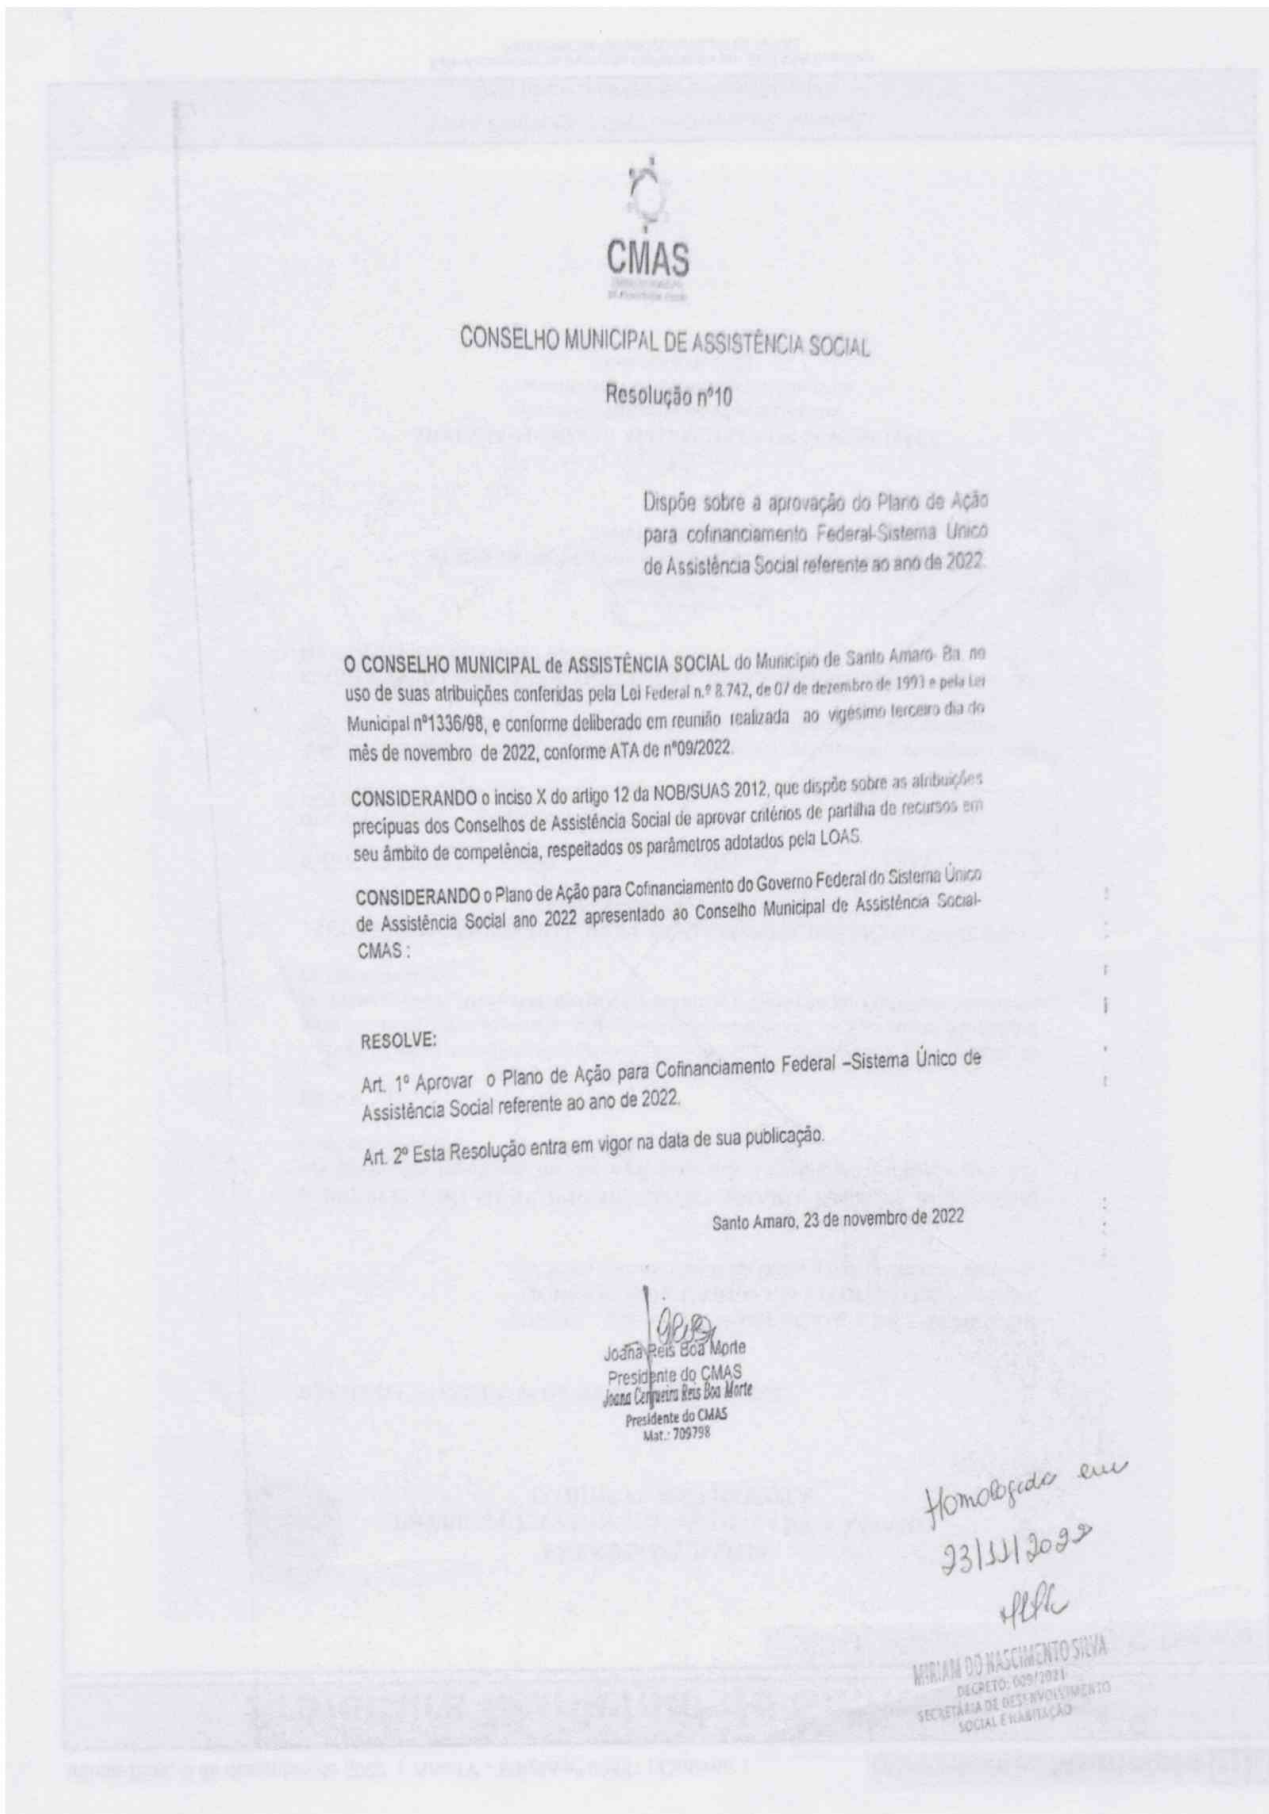 CMAS
CONSELHO MUNICIPAL DE ASSISTÊNCIA SOCIAL
Resolução nº10
Dispõe sobre a aprovação do Plano de Ação
para cofinanciamento Federal-Sistema Único
de Assistência Social referente ao ano de 2022.
O CONSELHO MUNICIPAL de ASSISTÊNCIA SOCIAL do Município de Santo Amaro- Ba. no
uso de suas atribuições conferidas pela Lei Federal n.º 8.742, de 07 de dezembro de 1993 e pela Lei
Municipal nº1336/98, e conforme deliberado em reunião realizada ao vigésimo terceiro dia do
mês de novembro de 2022, conforme ATA de nº09/2022.
CONSIDERANDO o inciso X do artigo 12 da NOB/SUAS 2012, que dispõe sobre as atribuições
precípuas dos Conselhos de Assistência Social de aprovar critérios de partilha de recursos em
seu âmbito de competência, respeitados os parâmetros adotados pela LOAS.
CONSIDERANDO o Plano de Ação para Cofinanciamento do Governo Federal do Sistema Único
de Assistência Social ano 2022 apresentado ao Conselho Municipal de Assistência Social-
CMAS :
RESOLVE:
Art. 1º Aprovar o Plano de Ação para Cofinanciamento Federal –Sistema Único de
Assistência Social referente ao ano de 2022.
Art. 2º Esta Resolução entra em vigor na data de sua publicação.
Santo Amaro, 23 de novembro de 2022
Joana Reis Boa Morte
Presidente do CMAS
Joana Cerqueira Reis Boa Morte
Presidente do CMAS
Mat.: 709798
Homologado em
23/11/2022
MIRIAM DO NASCIMENTO SILVA
DECRETO: 009/2021
SECRETÁRIA DE DESENVOLVIMENTO
SOCIAL E HABITAÇÃO